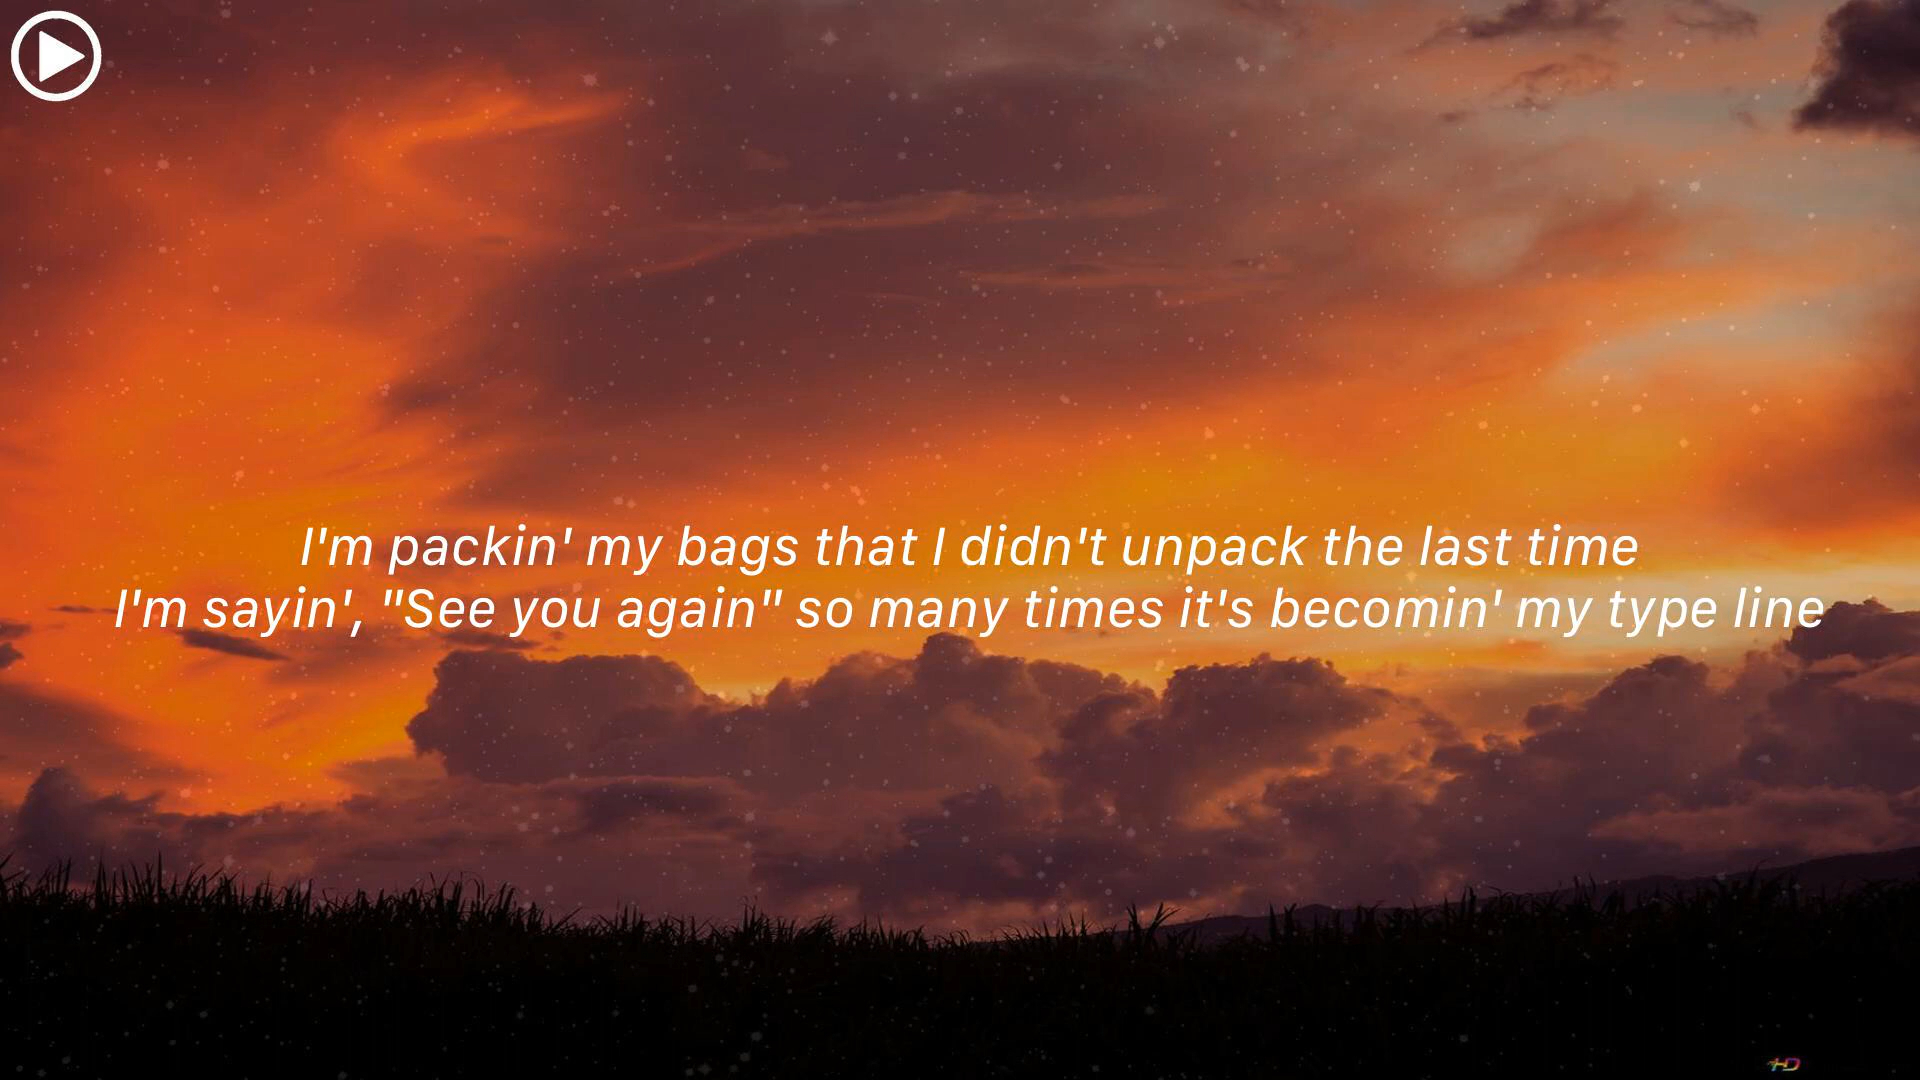 I'm packin' my bags that I didn't unpack the last time
I'm sayin', "See you again" so many times it's becomin' my type line
HD